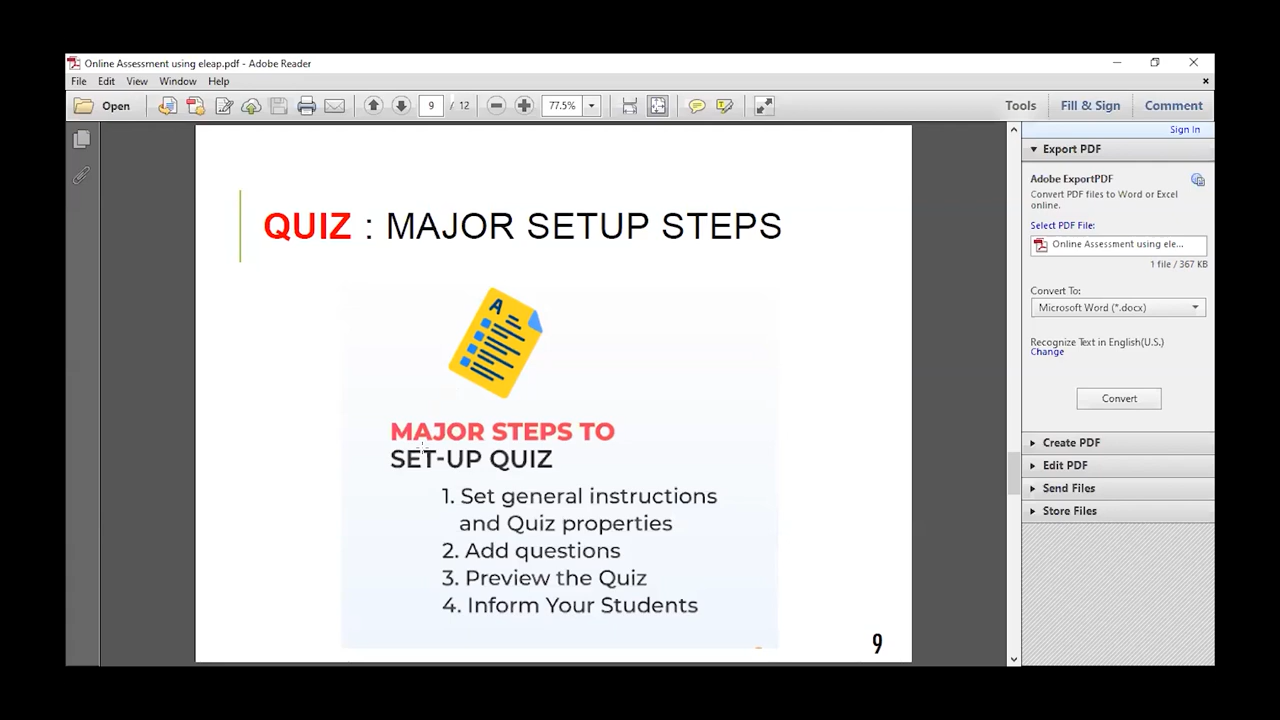 Online Assessment using eleap.pdf - Adobe Reader
File Edit View Window Help
Open 9 / 12 77.5% Tools Fill & Sign Comment
Sign In
Export PDF
Adobe ExportPDF
Convert PDF files to Word or Excel
online.
Select PDF File:
Online Assessment using ele...
1 file / 367 KB
Convert To:
Microsoft Word (*.docx)
Recognize Text in English(U.S.)
Change
Convert
Create PDF
Edit PDF
Send Files
Store Files
QUIZ : MAJOR SETUP STEPS
A
MAJOR STEPS TO
SET-UP QUIZ
1. Set general instructions
and Quiz properties
2. Add questions
3. Preview the Quiz
4. Inform Your Students
9